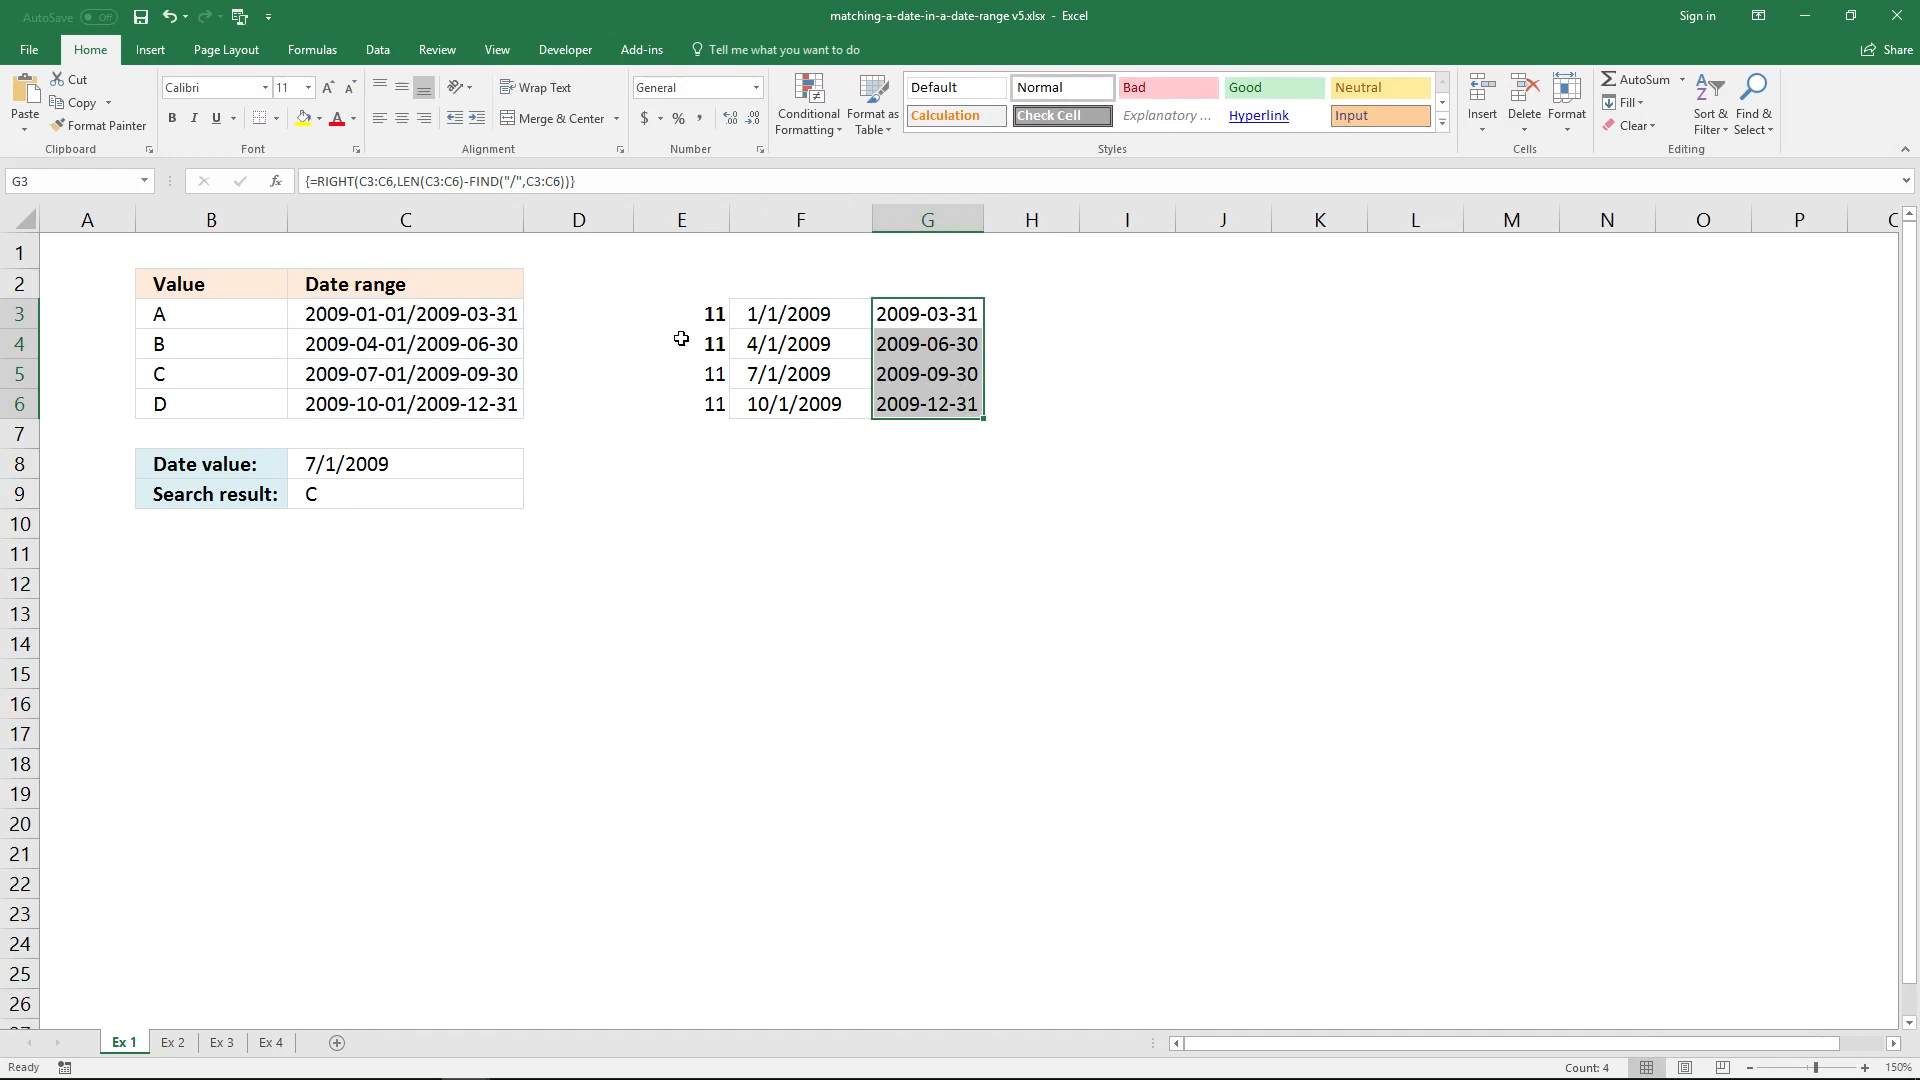 AutoSave Off matching-a-date-in-a-date-range v5.xlsx - Excel Sign in
File Home Insert Page Layout Formulas Data Review View Developer Add-ins Tell me what you want to do Share
Paste
Cut
Copy
Format Painter
Clipboard
Calibri 11
B I U
Font
Wrap Text
Merge & Center
Alignment
General
$ % ,
Number
Conditional Formatting
Format as Table
Default Normal Bad Good Neutral
Calculation Check Cell Explanatory ... Hyperlink Input
Styles
Insert Delete Format
Cells
AutoSum
Fill
Clear
Sort & Filter
Find & Select
Editing
G3 fx {=RIGHT(C3:C6,LEN(C3:C6)-FIND("/",C3:C6))}
A B C D E F G H I J K L M N O P
1
2 Value Date range
3 A 2009-01-01/2009-03-31 11 1/1/2009 2009-03-31
4 B 2009-04-01/2009-06-30 11 4/1/2009 2009-06-30
5 C 2009-07-01/2009-09-30 11 7/1/2009 2009-09-30
6 D 2009-10-01/2009-12-31 11 10/1/2009 2009-12-31
7
8 Date value: 7/1/2009
9 Search result: C
10
11
12
13
14
15
16
17
18
19
20
21
22
23
24
25
26
Ex 1 Ex 2 Ex 3 Ex 4
Ready Count: 4 150%